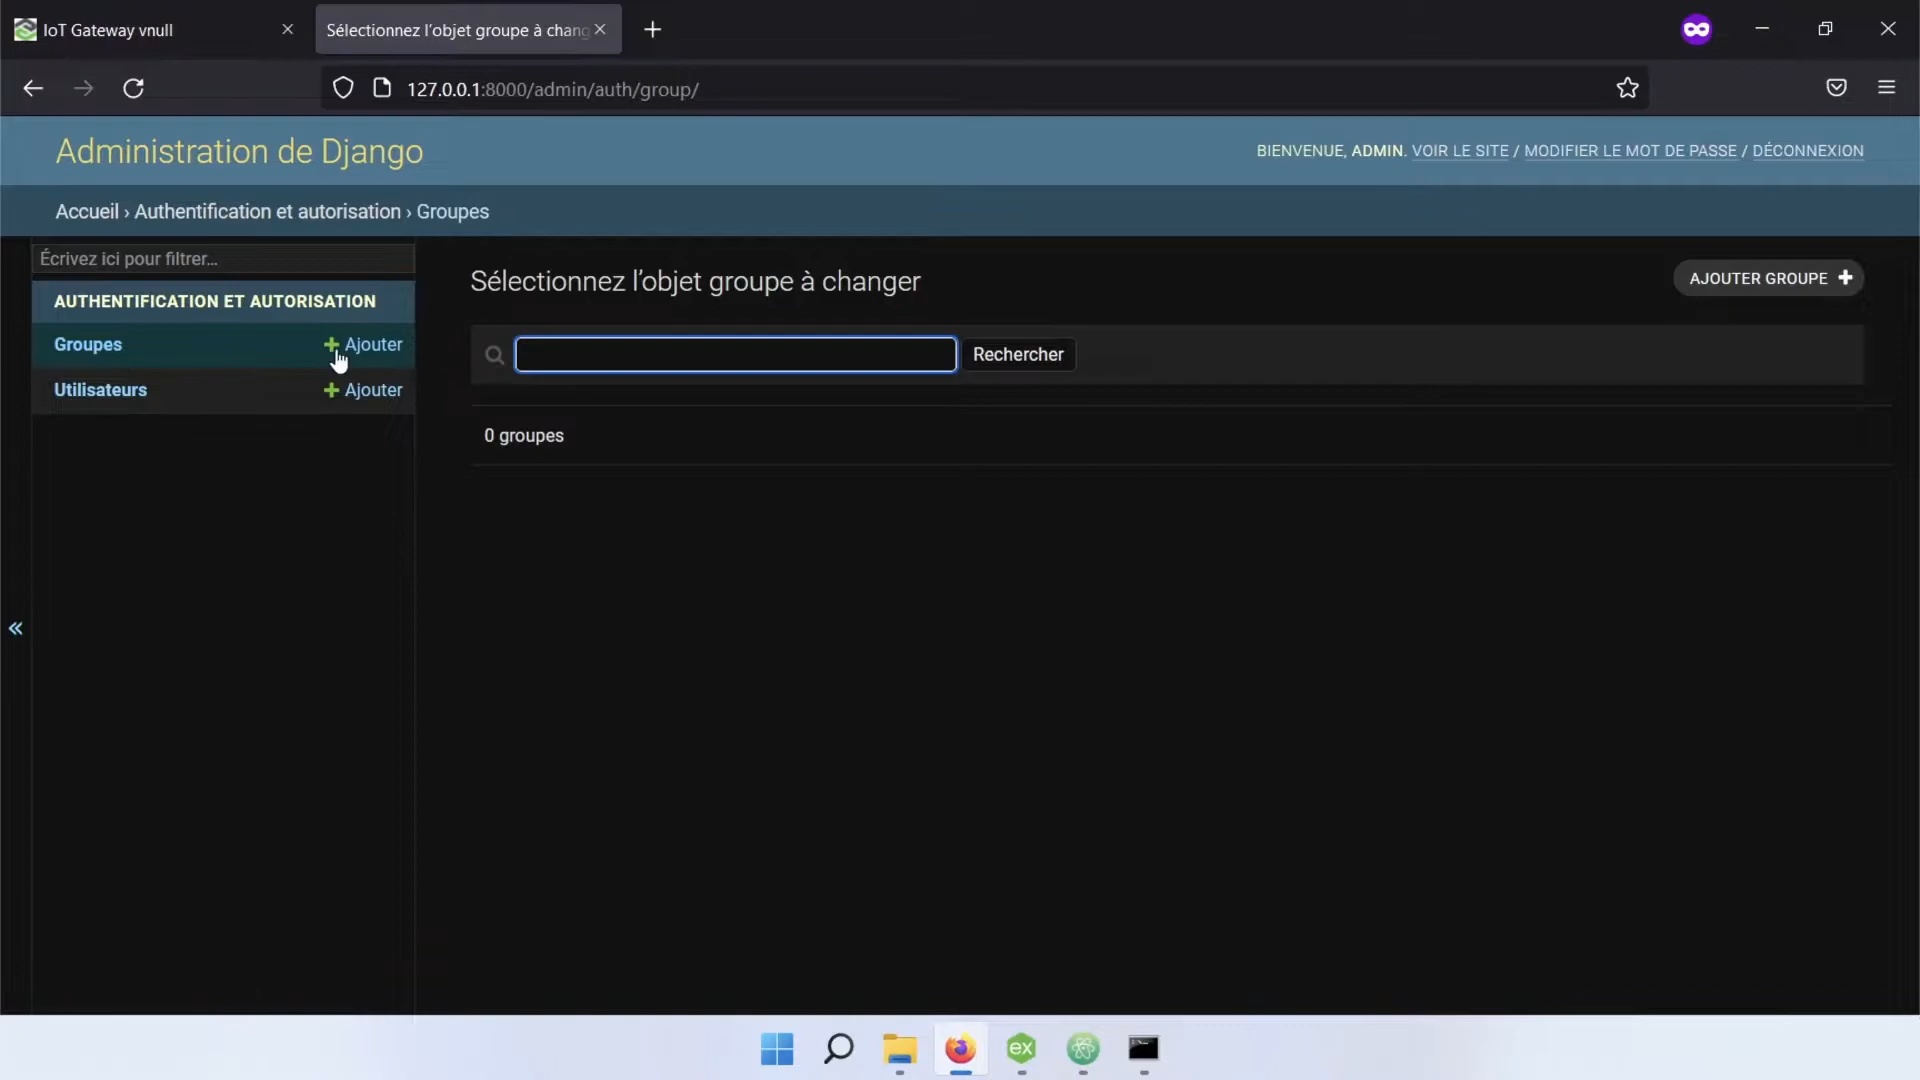 IoT Gateway vnull
Sélectionnez l’objet groupe à chang
127.0.0.1:8000/admin/auth/group/
Administration de Django
BIENVENUE, ADMIN. VOIR LE SITE / MODIFIER LE MOT DE PASSE / DÉCONNEXION
Accueil › Authentification et autorisation › Groupes
Écrivez ici pour filtrer…
AUTHENTIFICATION ET AUTORISATION
Groupes
Ajouter
Utilisateurs
Ajouter
Sélectionnez l’objet groupe à changer
AJOUTER GROUPE
Rechercher
0 groupes
ex